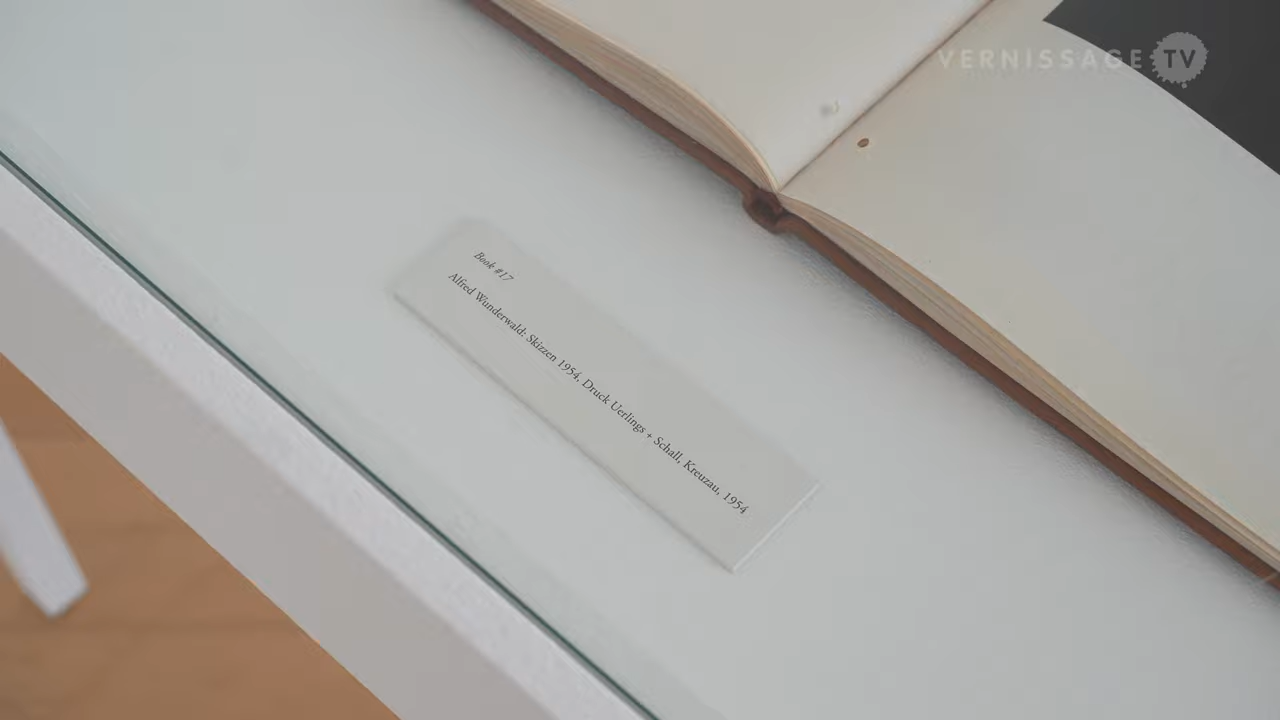 VERNISSAGE TV
Book #17
Alfred Wunderwald: Skizzen 1954, Druck Uerlings + Schall, Kreuzau, 1954